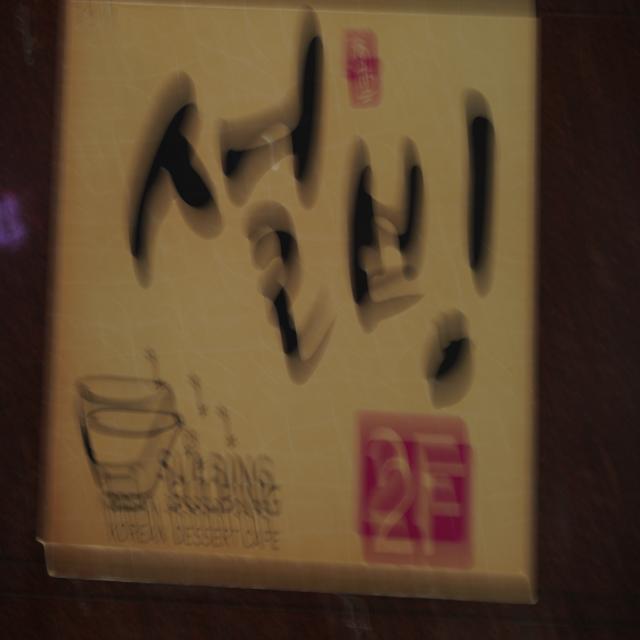 설빙
SULBING
KOREAN DESSERT CAFE
2F